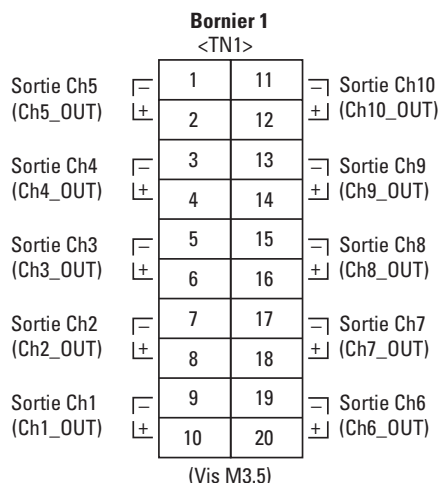 Bornier 1
<TN1>
Sortie Ch5 − 1 11 − Sortie Ch10
(Ch5_OUT) + 2 12 + (Ch10_OUT)
Sortie Ch4 − 3 13 − Sortie Ch9
(Ch4_OUT) + 4 14 + (Ch9_OUT)
Sortie Ch3 − 5 15 − Sortie Ch8
(Ch3_OUT) + 6 16 + (Ch8_OUT)
Sortie Ch2 − 7 17 − Sortie Ch7
(Ch2_OUT) + 8 18 + (Ch7_OUT)
Sortie Ch1 − 9 19 − Sortie Ch6
(Ch1_OUT) + 10 20 + (Ch6_OUT)
(Vis M3.5)